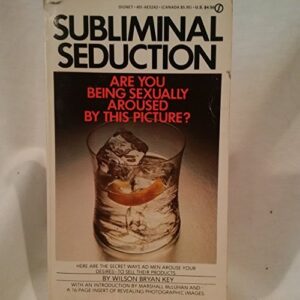 SUBLIMINAL
SEDUCTION
ARE YOU
BEING SEXUALLY
AROUSED
BY THIS PICTURE?
HERE ARE THE SECRET WAYS AD MEN AROUSE YOUR
DESIRES—TO SELL THEIR PRODUCTS
BY WILSON BRYAN KEY
WITH AN INTRODUCTION BY MARSHALL McLUHAN AND
A 16-PAGE INSERT OF REVEALING PHOTOGRAPHIC IMAGES